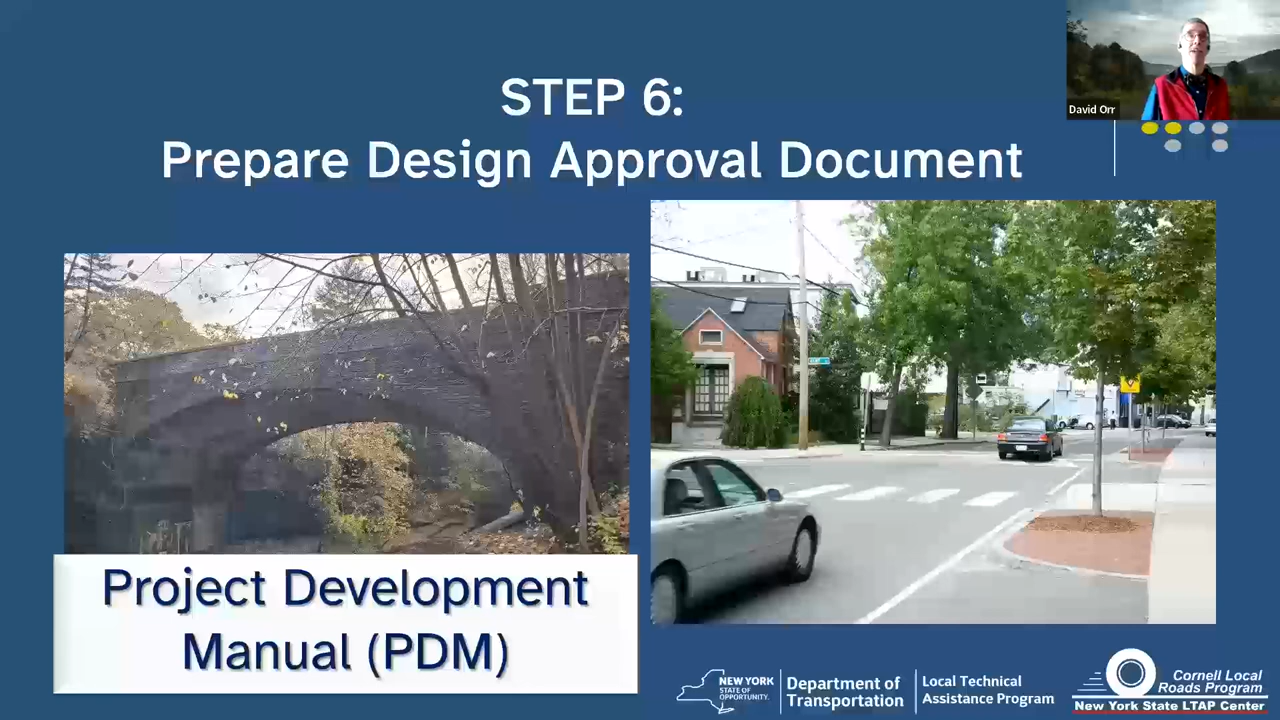 STEP 6:
Prepare Design Approval Document
David Orr
Project Development
Manual (PDM)
NEW YORK
STATE OF
OPPORTUNITY.
Department of
Transportation
Local Technical
Assistance Program
Cornell Local
Roads Program
New York State LTAP Center